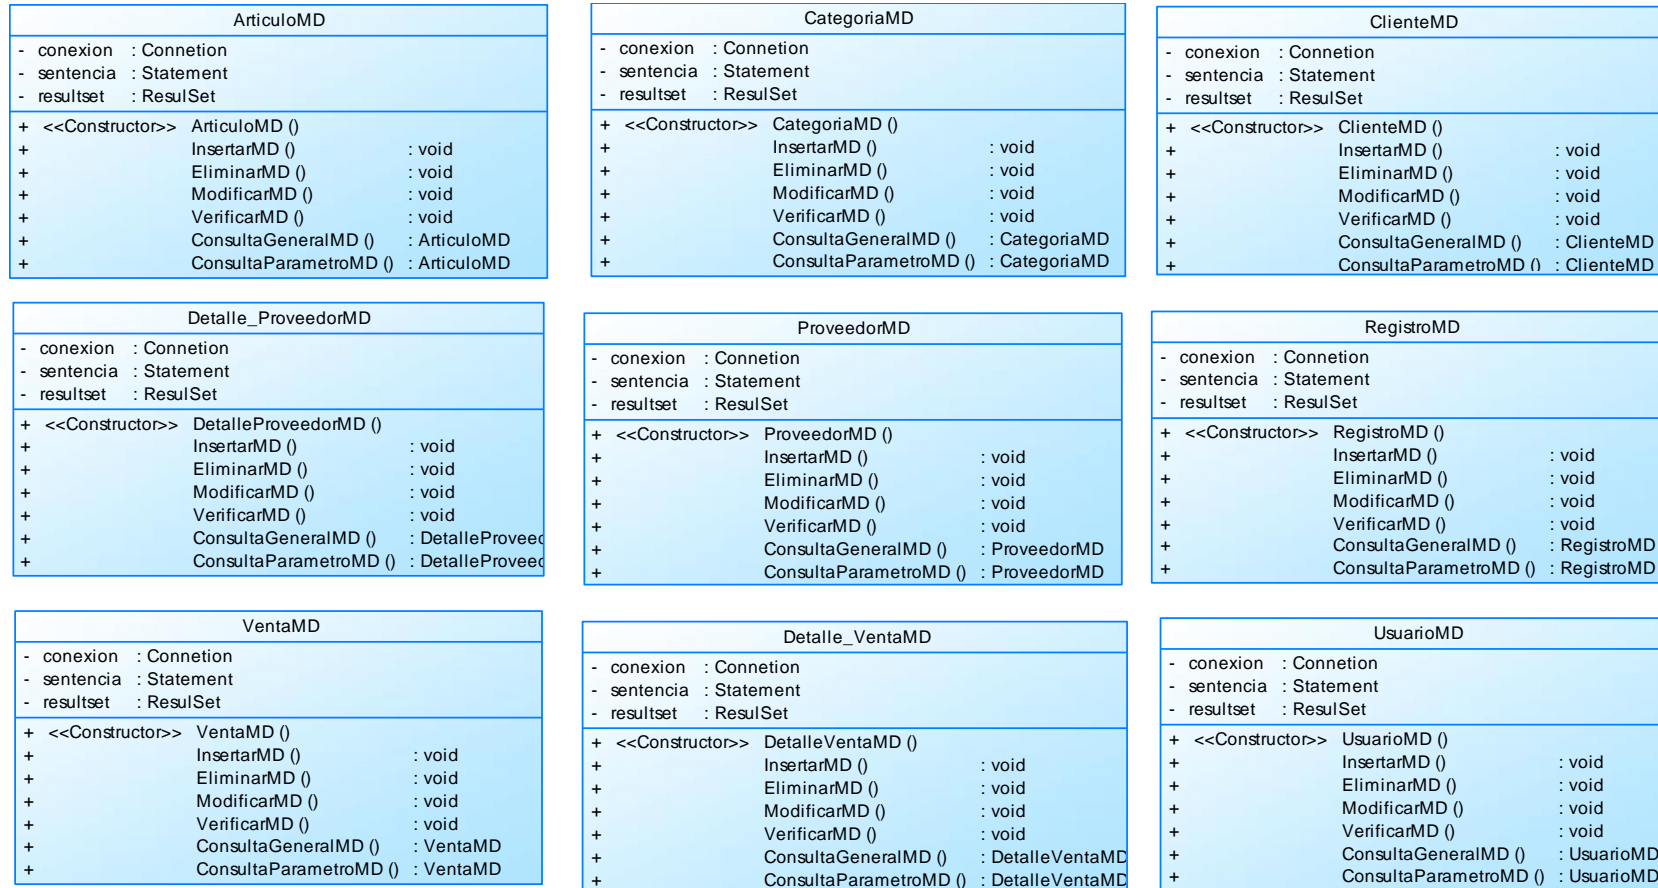 ArticuloMD
- conexion : Connetion
- sentencia : Statement
- resultset : ResulSet
+ <<Constructor>> ArticuloMD ()
+ InsertarMD () : void
+ EliminarMD () : void
+ ModificarMD () : void
+ VerificarMD () : void
+ ConsultaGeneralMD () : ArticuloMD
+ ConsultaParametroMD () : ArticuloMD
CategoriaMD
- conexion : Connetion
- sentencia : Statement
- resultset : ResulSet
+ <<Constructor>> CategoriaMD ()
+ InsertarMD () : void
+ EliminarMD () : void
+ ModificarMD () : void
+ VerificarMD () : void
+ ConsultaGeneralMD () : CategoriaMD
+ ConsultaParametroMD () : CategoriaMD
ClienteMD
- conexion : Connetion
- sentencia : Statement
- resultset : ResulSet
+ <<Constructor>> ClienteMD ()
+ InsertarMD () : void
+ EliminarMD () : void
+ ModificarMD () : void
+ VerificarMD () : void
+ ConsultaGeneralMD () : ClienteMD
+ ConsultaParametroMD () : ClienteMD
Detalle_ProveedorMD
- conexion : Connetion
- sentencia : Statement
- resultset : ResulSet
+ <<Constructor>> DetalleProveedorMD ()
+ InsertarMD () : void
+ EliminarMD () : void
+ ModificarMD () : void
+ VerificarMD () : void
+ ConsultaGeneralMD () : DetalleProveed
+ ConsultaParametroMD () : DetalleProveed
ProveedorMD
- conexion : Connetion
- sentencia : Statement
- resultset : ResulSet
+ <<Constructor>> ProveedorMD ()
+ InsertarMD () : void
+ EliminarMD () : void
+ ModificarMD () : void
+ VerificarMD () : void
+ ConsultaGeneralMD () : ProveedorMD
+ ConsultaParametroMD () : ProveedorMD
RegistroMD
- conexion : Connetion
- sentencia : Statement
- resultset : ResulSet
+ <<Constructor>> RegistroMD ()
+ InsertarMD () : void
+ EliminarMD () : void
+ ModificarMD () : void
+ VerificarMD () : void
+ ConsultaGeneralMD () : RegistroMD
+ ConsultaParametroMD () : RegistroMD
VentaMD
- conexion : Connetion
- sentencia : Statement
- resultset : ResulSet
+ <<Constructor>> VentaMD ()
+ InsertarMD () : void
+ EliminarMD () : void
+ ModificarMD () : void
+ VerificarMD () : void
+ ConsultaGeneralMD () : VentaMD
+ ConsultaParametroMD () : VentaMD
Detalle_VentaMD
- conexion : Connetion
- sentencia : Statement
- resultset : ResulSet
+ <<Constructor>> DetalleVentaMD ()
+ InsertarMD () : void
+ EliminarMD () : void
+ ModificarMD () : void
+ VerificarMD () : void
+ ConsultaGeneralMD () : DetalleVentaMD
+ ConsultaParametroMD () : DetalleVentaMD
UsuarioMD
- conexion : Connetion
- sentencia : Statement
- resultset : ResulSet
+ <<Constructor>> UsuarioMD ()
+ InsertarMD () : void
+ EliminarMD () : void
+ ModificarMD () : void
+ VerificarMD () : void
+ ConsultaGeneralMD () : UsuarioMD
+ ConsultaParametroMD () : UsuarioMD